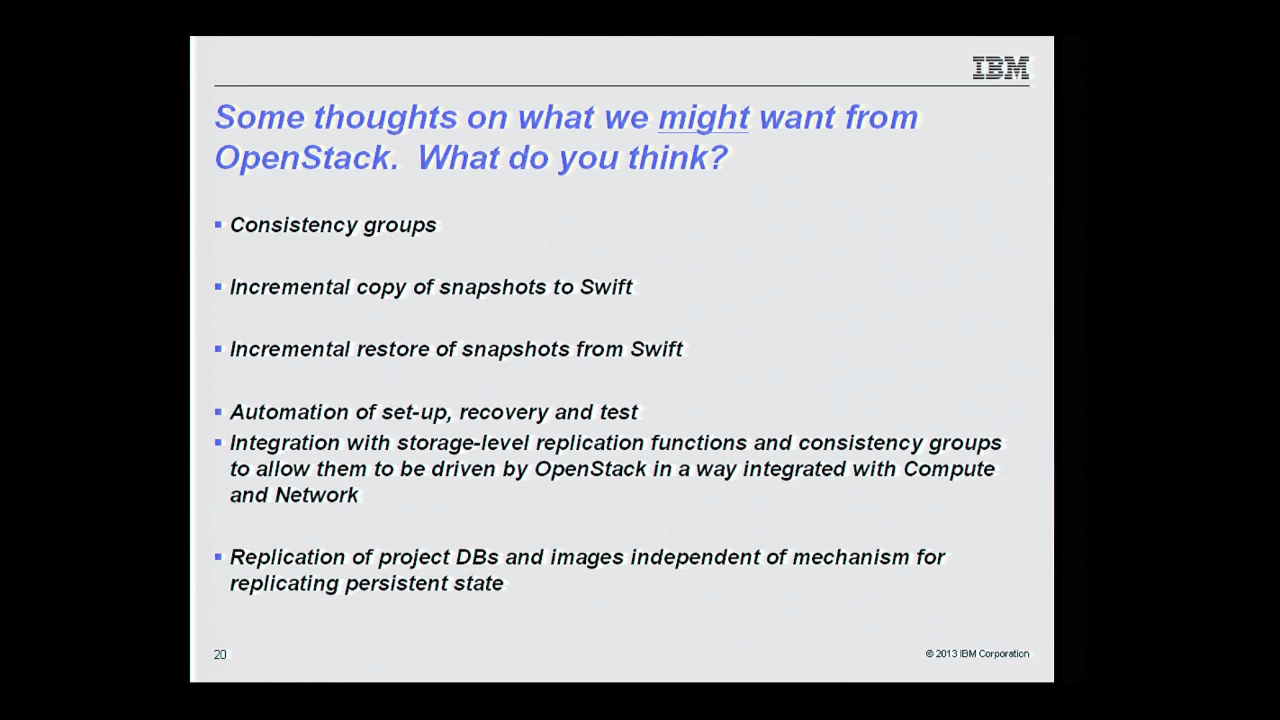 IBM
Some thoughts on what we might want from
OpenStack. What do you think?
▪ Consistency groups
▪ Incremental copy of snapshots to Swift
▪ Incremental restore of snapshots from Swift
▪ Automation of set-up, recovery and test
▪ Integration with storage-level replication functions and consistency groups
to allow them to be driven by OpenStack in a way integrated with Compute
and Network
▪ Replication of project DBs and images independent of mechanism for
replicating persistent state
20
© 2013 IBM Corporation